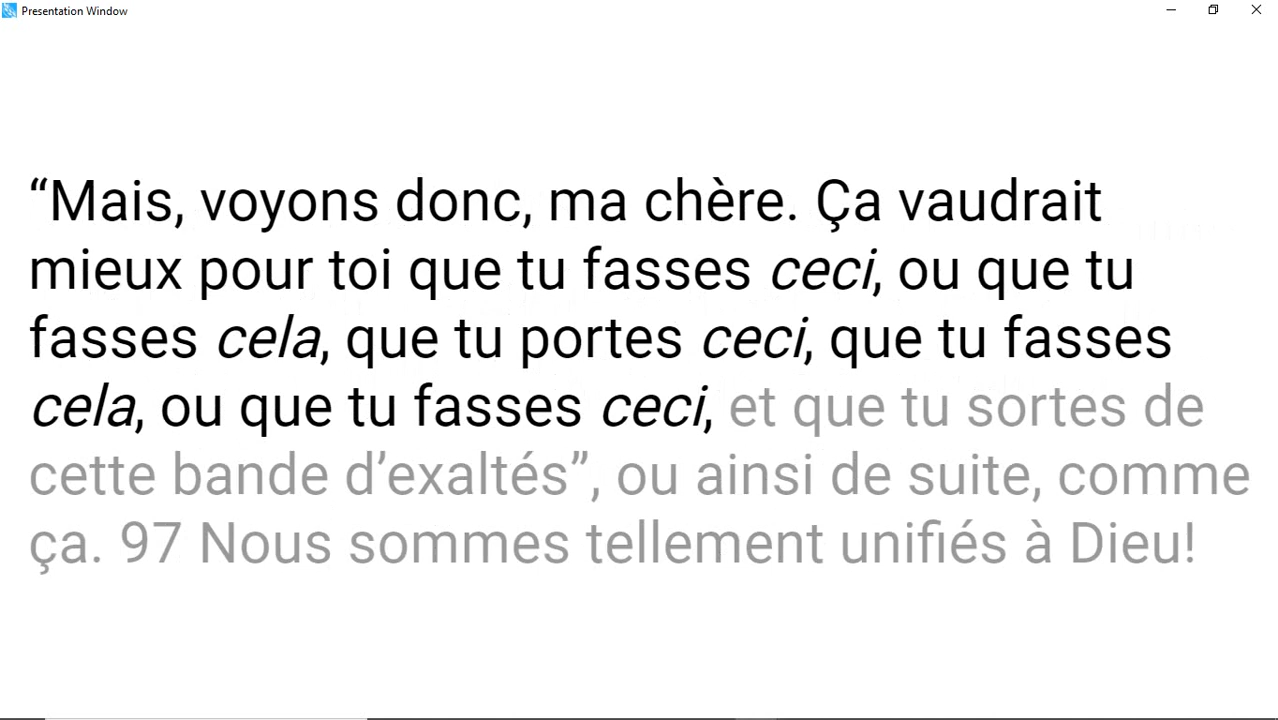 Presentation Window
“Mais, voyons donc, ma chère. Ça vaudrait
mieux pour toi que tu fasses ceci, ou que tu
fasses cela, que tu portes ceci, que tu fasses
cela, ou que tu fasses ceci, et que tu sortes de
cette bande d’exaltés”, ou ainsi de suite, comme
ça. 97 Nous sommes tellement unifiés à Dieu!